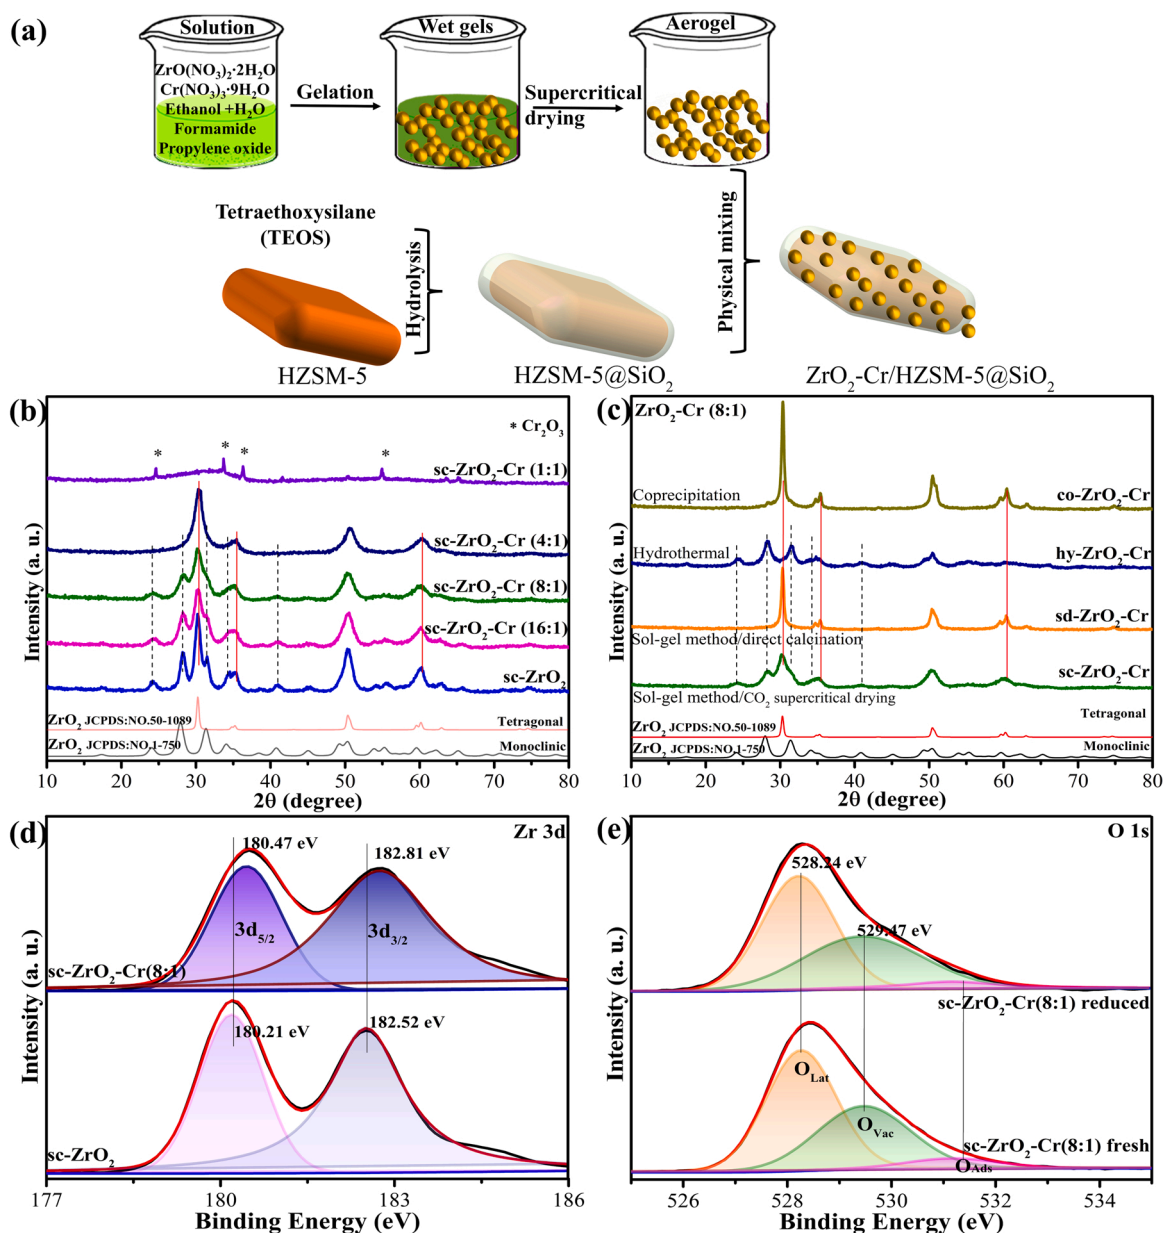 (a)
Solution
ZrO(NO₃)₂·2H₂O
Cr(NO₃)₃·9H₂O
Ethanol +H₂O
Formamide
Propylene oxide
Gelation
Wet gels
Supercritical
drying
Aerogel
Tetraethoxysilane
(TEOS)
Hydrolysis
Physical mixing
HZSM-5
HZSM-5@SiO₂
ZrO₂-Cr/HZSM-5@SiO₂
(b)
* Cr₂O₃
* * * *
sc-ZrO₂-Cr (1:1)
sc-ZrO₂-Cr (4:1)
sc-ZrO₂-Cr (8:1)
sc-ZrO₂-Cr (16:1)
sc-ZrO₂
ZrO₂ JCPDS:NO.50-1089
Tetragonal
ZrO₂ JCPDS:NO.1-750
Monoclinic
Intensity (a. u.)
10 20 30 40 50 60 70 80
2θ (degree)
(c)
ZrO₂-Cr (8:1)
Coprecipitation
co-ZrO₂-Cr
Hydrothermal
hy-ZrO₂-Cr
sd-ZrO₂-Cr
Sol-gel method/direct calcination
sc-ZrO₂-Cr
Sol-gel method/CO₂ supercritical drying
Tetragonal
ZrO₂ JCPDS:NO.50-1089
ZrO₂ JCPDS:NO.1-750
Monoclinic
Intensity (a. u.)
10 20 30 40 50 60 70 80
2θ (degree)
(d)
Zr 3d
180.47 eV
182.81 eV
3d5/2
3d3/2
sc-ZrO₂-Cr(8:1)
180.21 eV
182.52 eV
sc-ZrO₂
Intensity (a. u.)
177 180 183 186
Binding Energy (eV)
(e)
O 1s
528.24 eV
529.47 eV
sc-ZrO₂-Cr(8:1) reduced
OLat
OVac
sc-ZrO₂-Cr(8:1) fresh
OAds
Intensity (a. u.)
526 528 530 532 534
Binding Energy (eV)